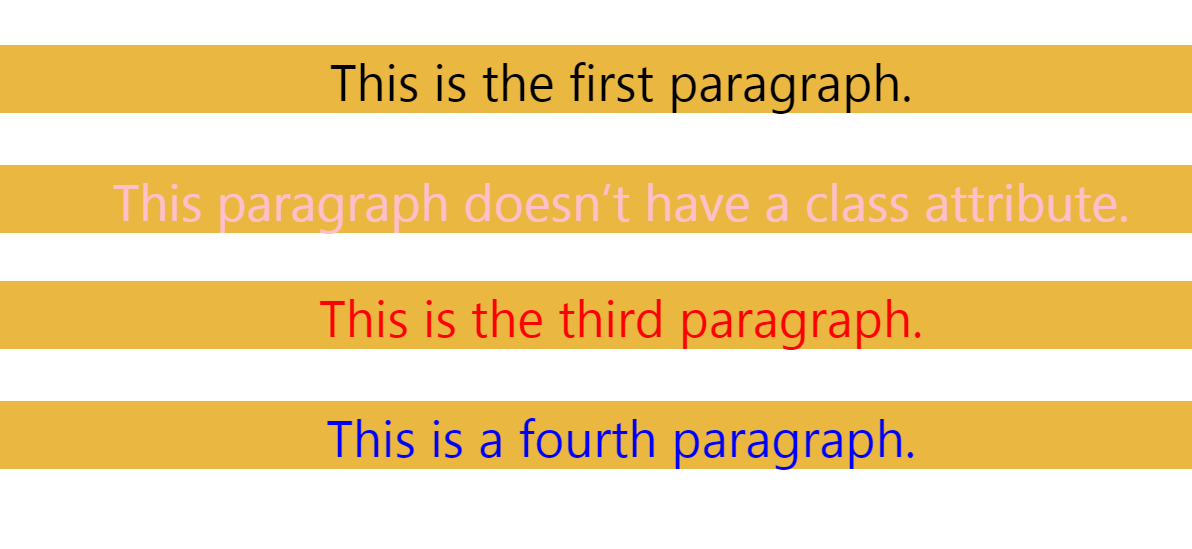 This is the first paragraph.
This paragraph doesn’t have a class attribute.
This is the third paragraph.
This is a fourth paragraph.